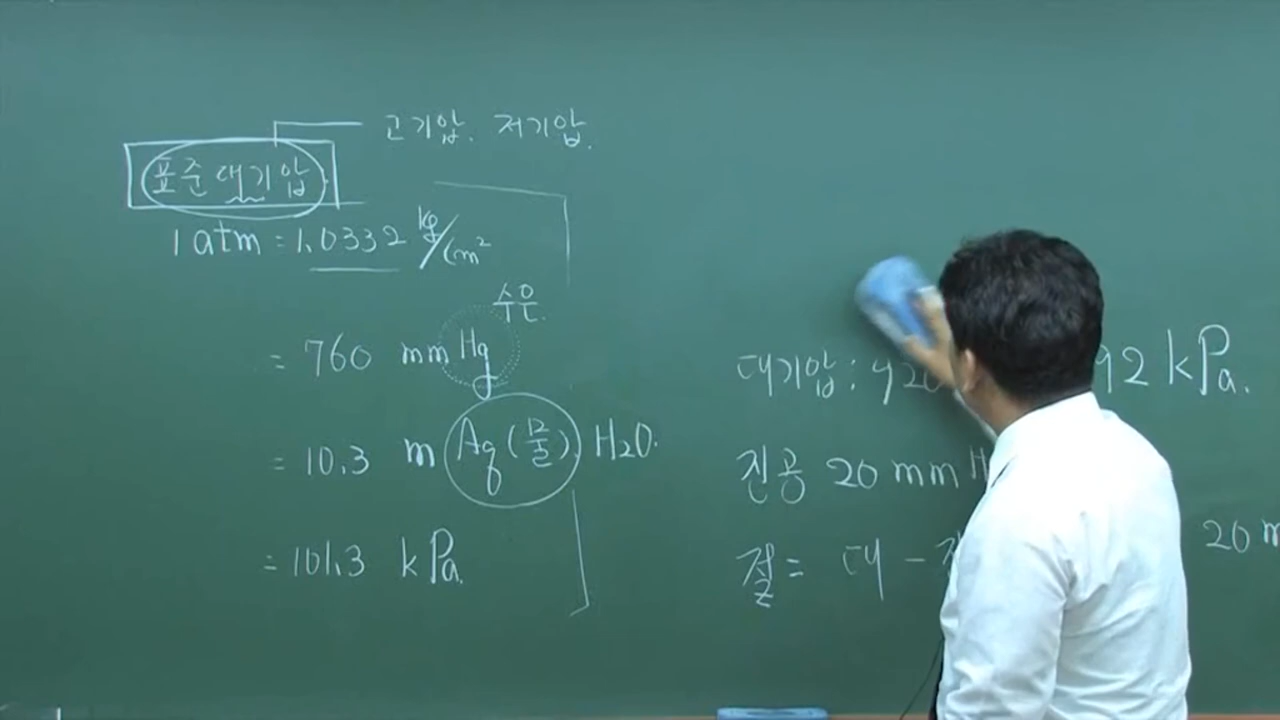 고기압. 저기압.
표준대기압
1 atm = 1.0332 kg/cm²
수은.
= 760 mm Hg
= 10.3 m Aq (물). H2O.
= 101.3 kPa.
대기압: 92 kPa.
진공 20 mm
절 = 대 - 20